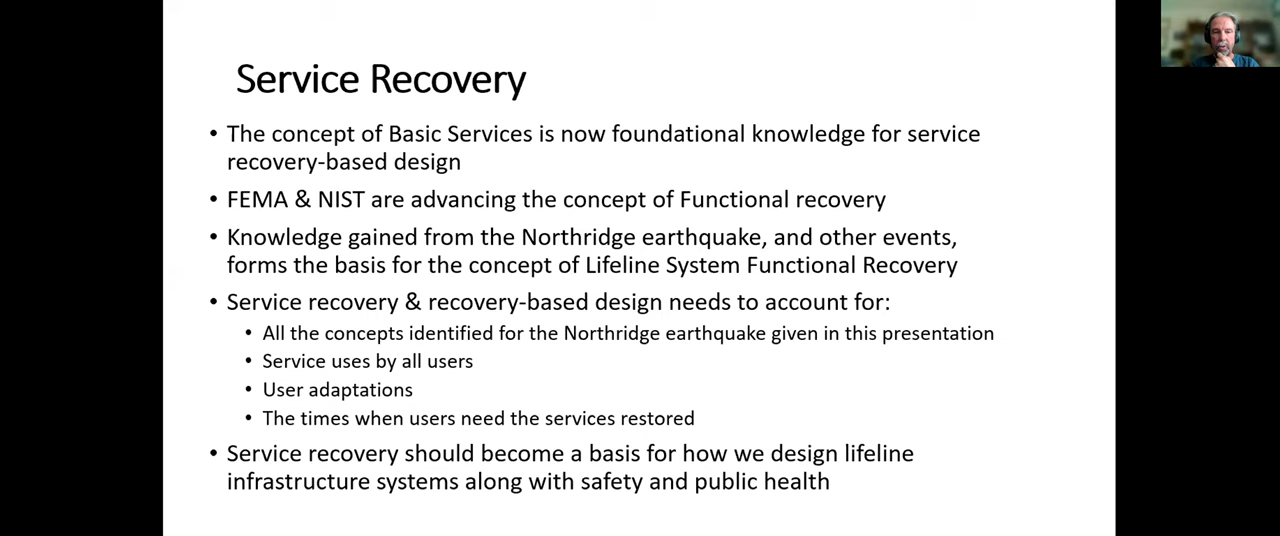 Service Recovery
• The concept of Basic Services is now foundational knowledge for service
recovery-based design
• FEMA & NIST are advancing the concept of Functional recovery
• Knowledge gained from the Northridge earthquake, and other events,
forms the basis for the concept of Lifeline System Functional Recovery
• Service recovery & recovery-based design needs to account for:
• All the concepts identified for the Northridge earthquake given in this presentation
• Service uses by all users
• User adaptations
• The times when users need the services restored
• Service recovery should become a basis for how we design lifeline
infrastructure systems along with safety and public health